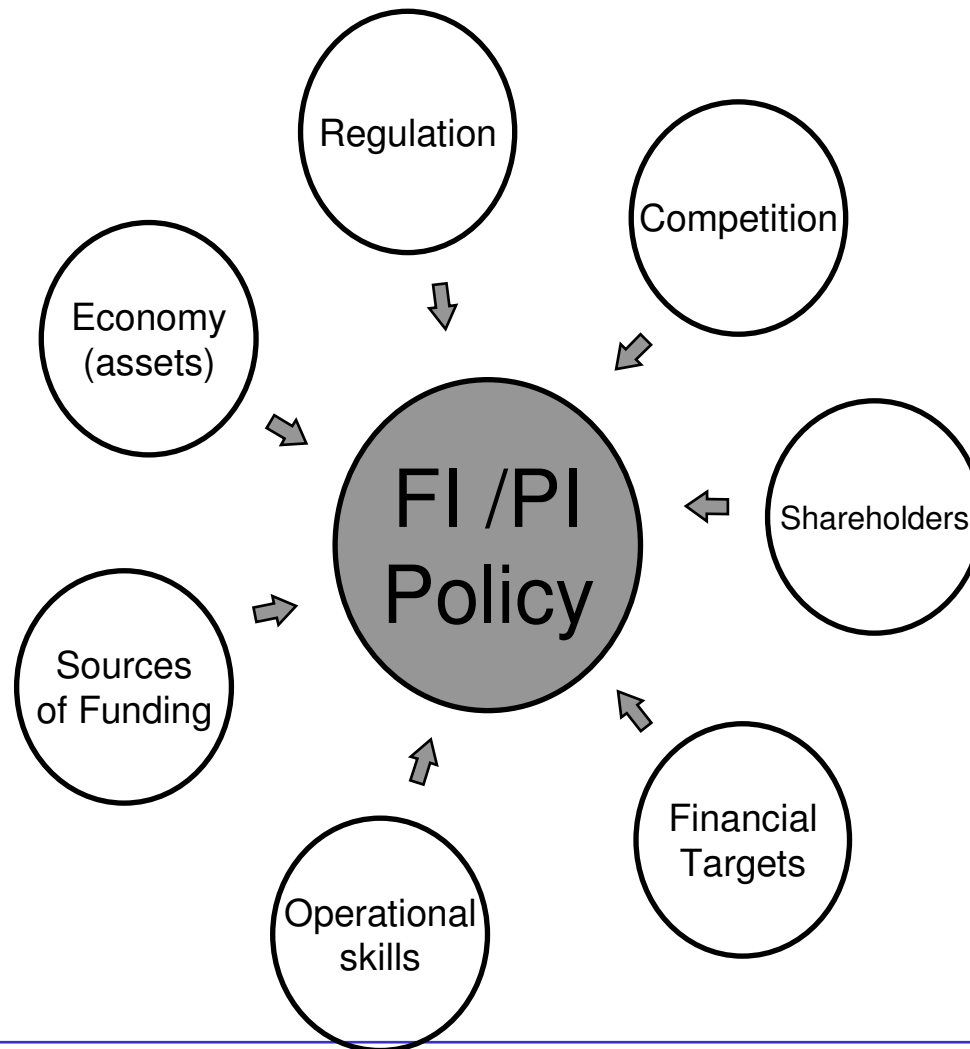 Regulation
Competition
Economy
(assets)
FI /PI
Policy
Shareholders
Sources
of Funding
Financial
Targets
Operational
skills